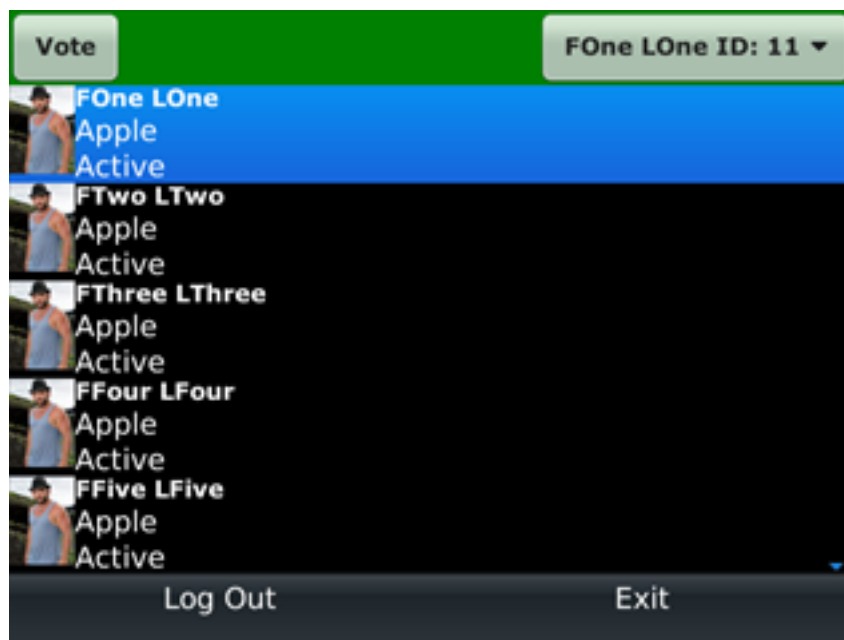 Vote
FOne LOne ID: 11
FOne LOne
Apple
Active
FTwo LTwo
Apple
Active
FThree LThree
Apple
Active
FFour LFour
Apple
Active
FFive LFive
Apple
Active
Log Out
Exit